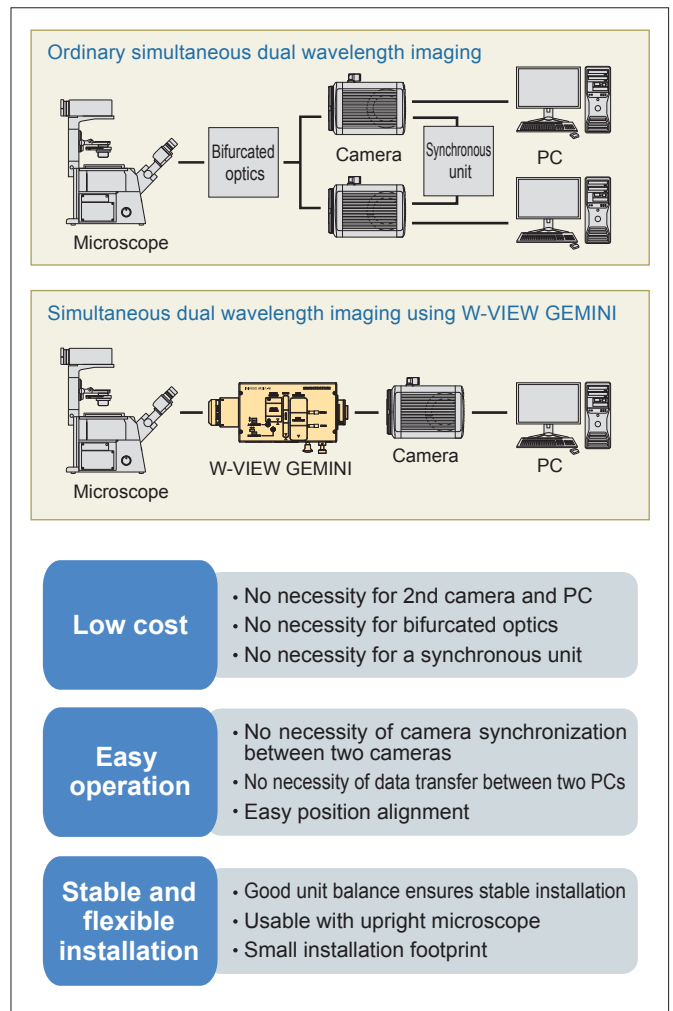 Ordinary simultaneous dual wavelength imaging
Bifurcated
optics
Camera
Synchronous
unit
PC
Microscope
Simultaneous dual wavelength imaging using W-VIEW GEMINI
W-VIEW GEMINI
Camera
PC
Microscope
Low cost
• No necessity for 2nd camera and PC
• No necessity for bifurcated optics
• No necessity for a synchronous unit
Easy
operation
• No necessity of camera synchronization
between two cameras
• No necessity of data transfer between two PCs
• Easy position alignment
Stable and
flexible
installation
• Good unit balance ensures stable installation
• Usable with upright microscope
• Small installation footprint